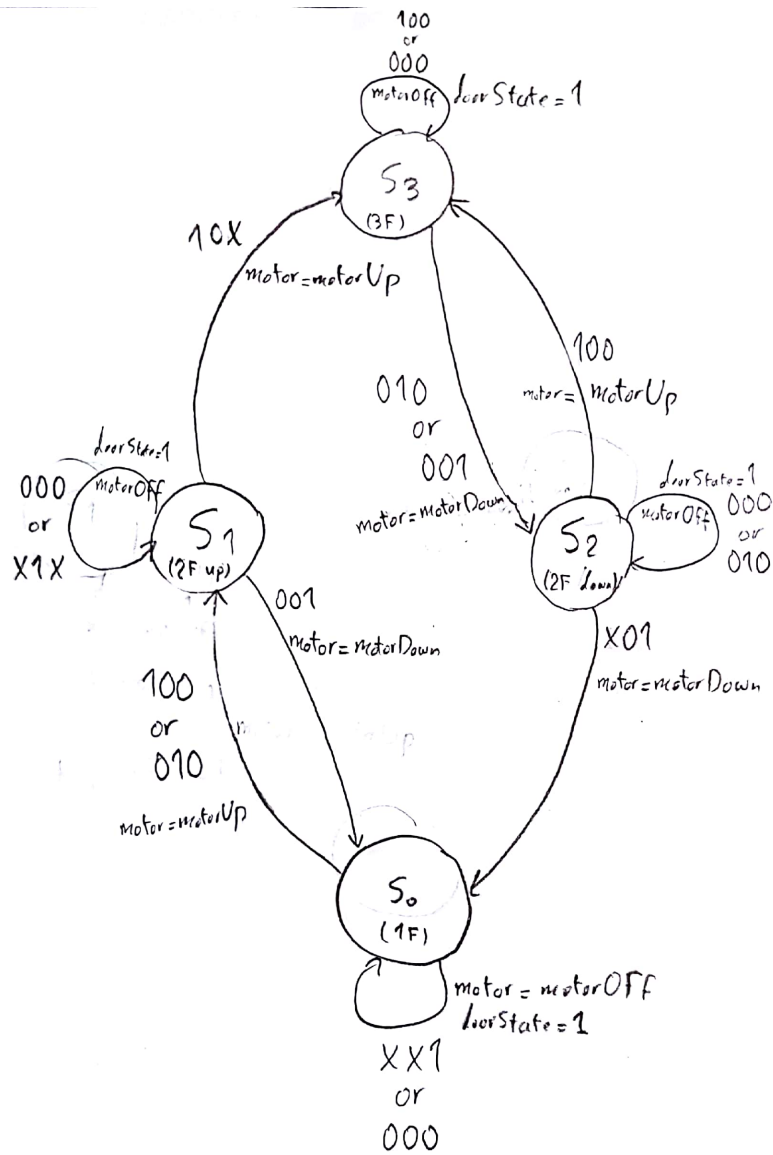 100
or
000
motorOff doorState=1
S3
(3F)
10X
motor=motorUp
100
motor= motorUp
010
or
001
motor=motorDown
doorState=1
motorOff
000
or
X1X
S1
(2F up)
doorState=1
motorOff
000
or
010
S2
(2F down)
001
motor=motorDown
X01
motor=motorDown
100
or
010
motor=motorUp
S0
(1F)
motor=motorOff
doorState=1
XX1
or
000